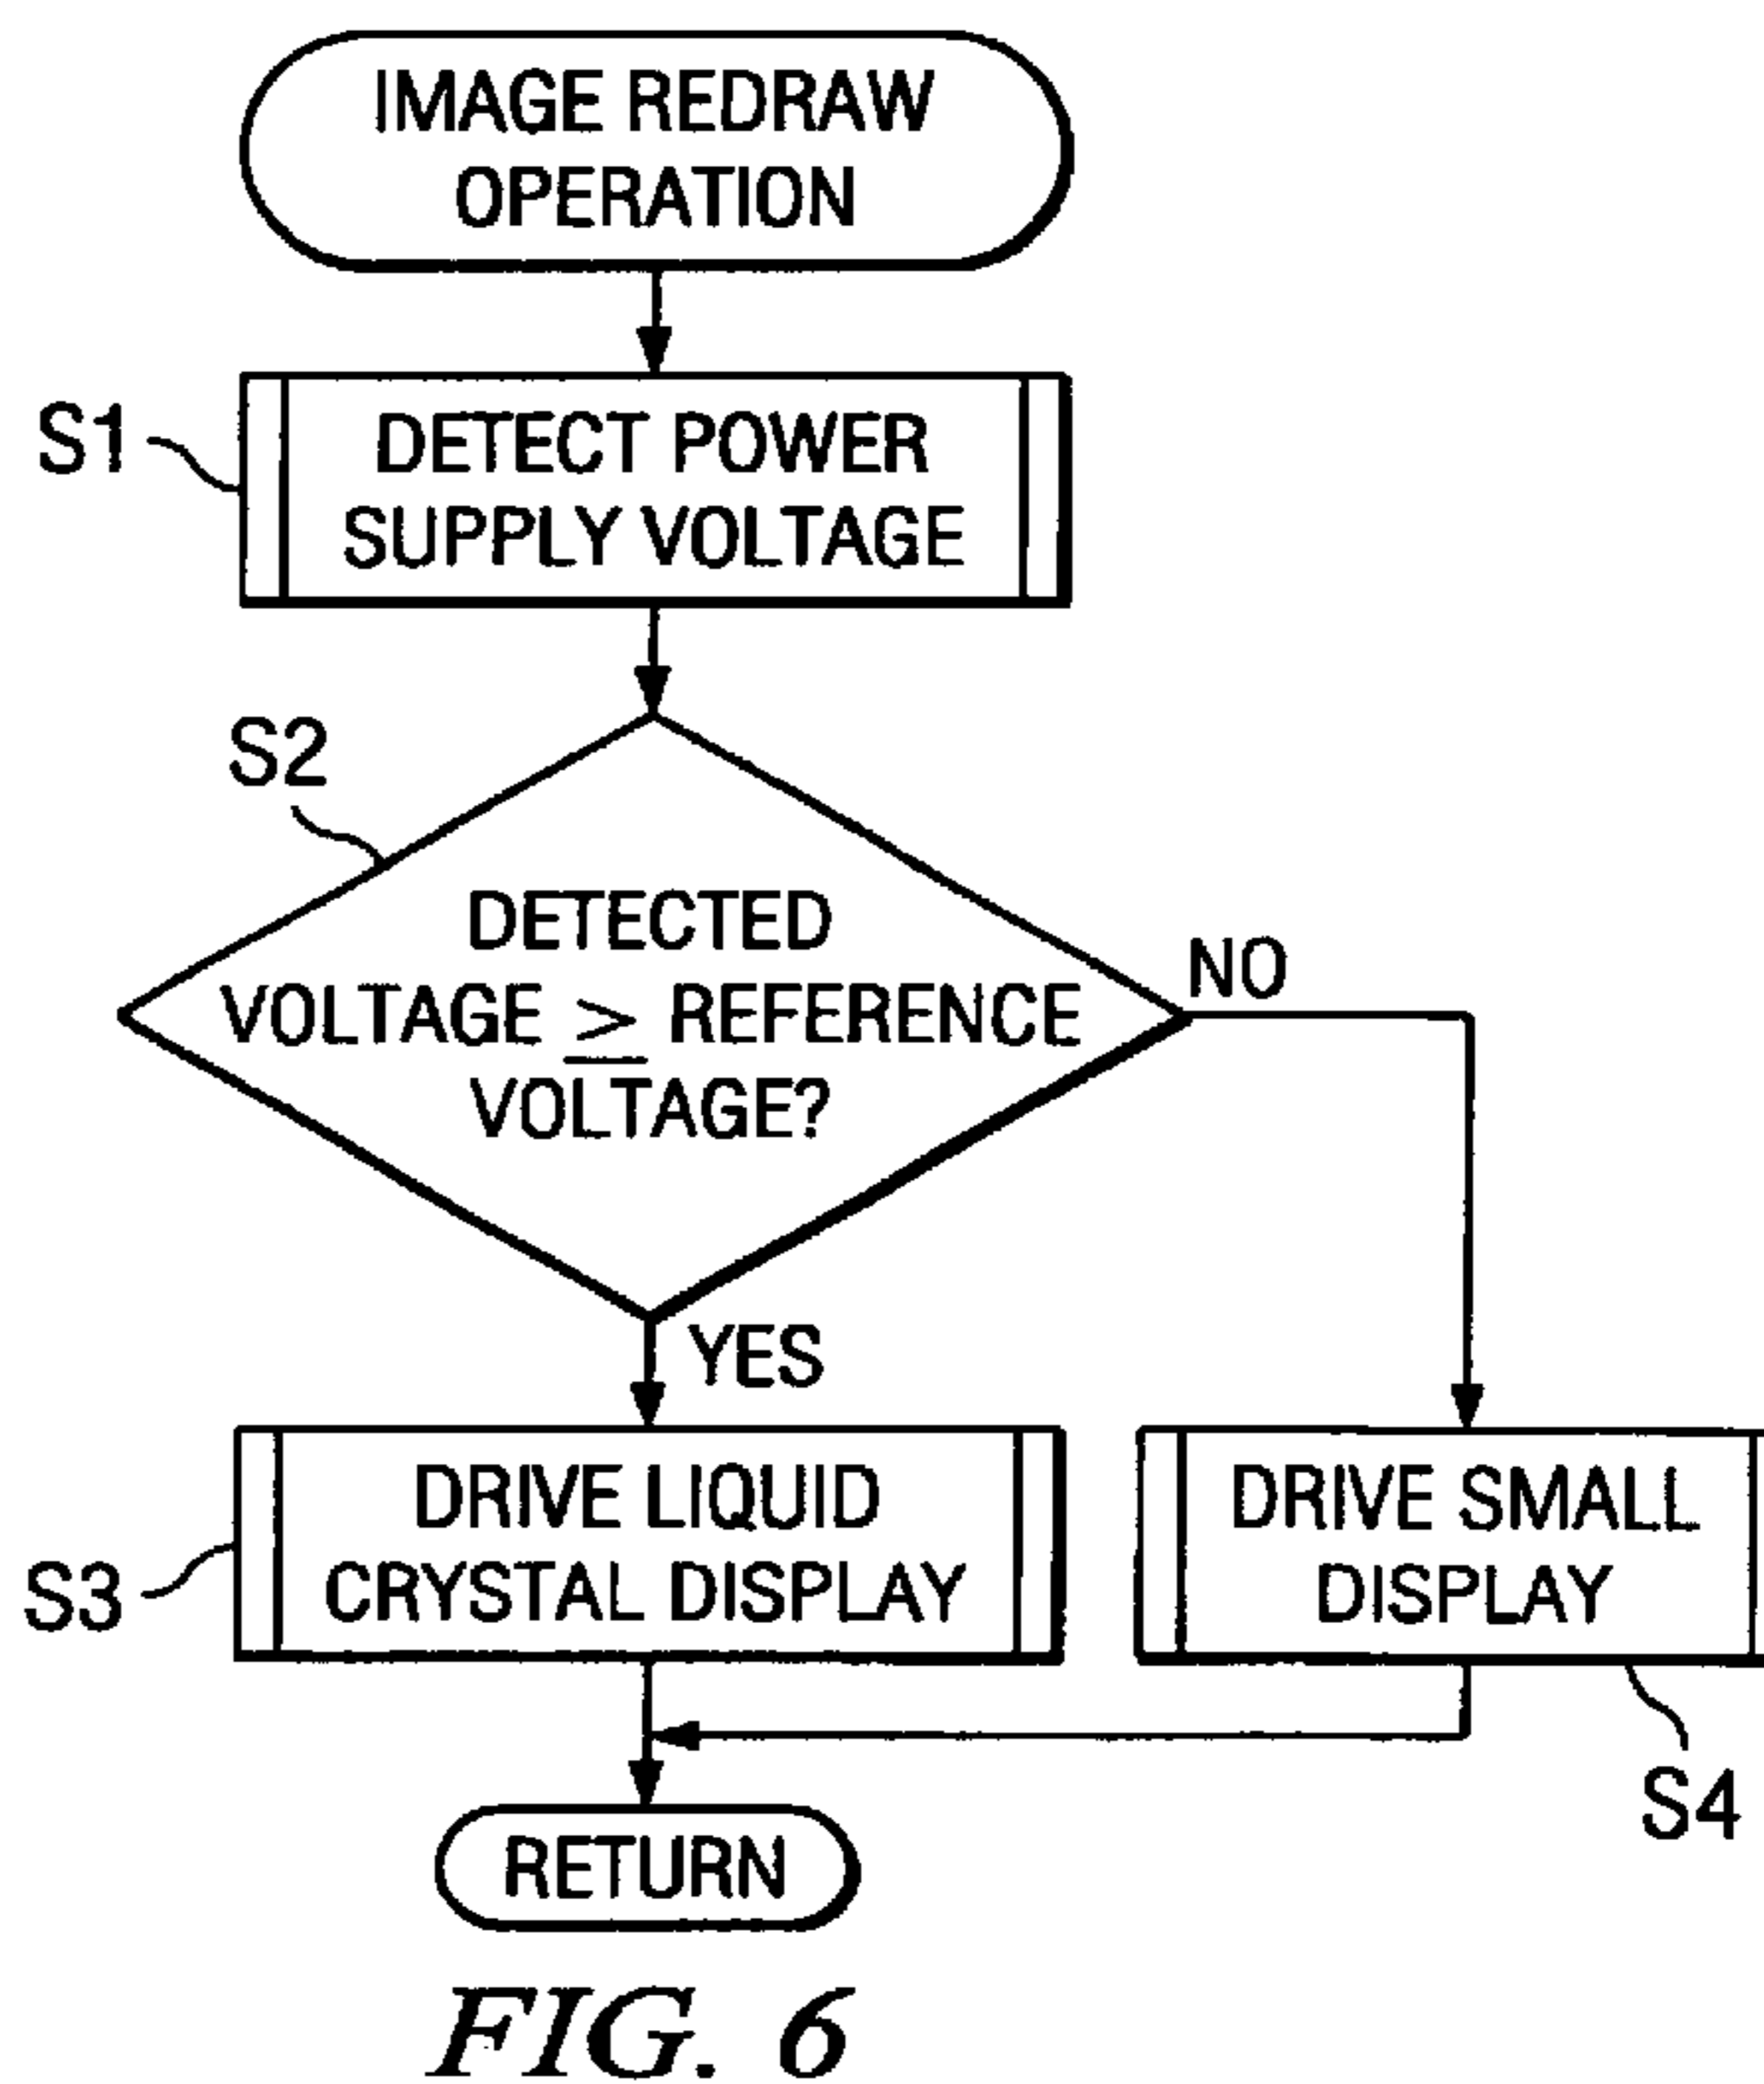 IMAGE REDRAW
OPERATION
S1
DETECT POWER
SUPPLY VOLTAGE
S2
DETECTED
VOLTAGE ≥ REFERENCE
VOLTAGE?
NO
YES
DRIVE LIQUID
CRYSTAL DISPLAY
S3
DRIVE SMALL
DISPLAY
S4
RETURN
FIG. 6